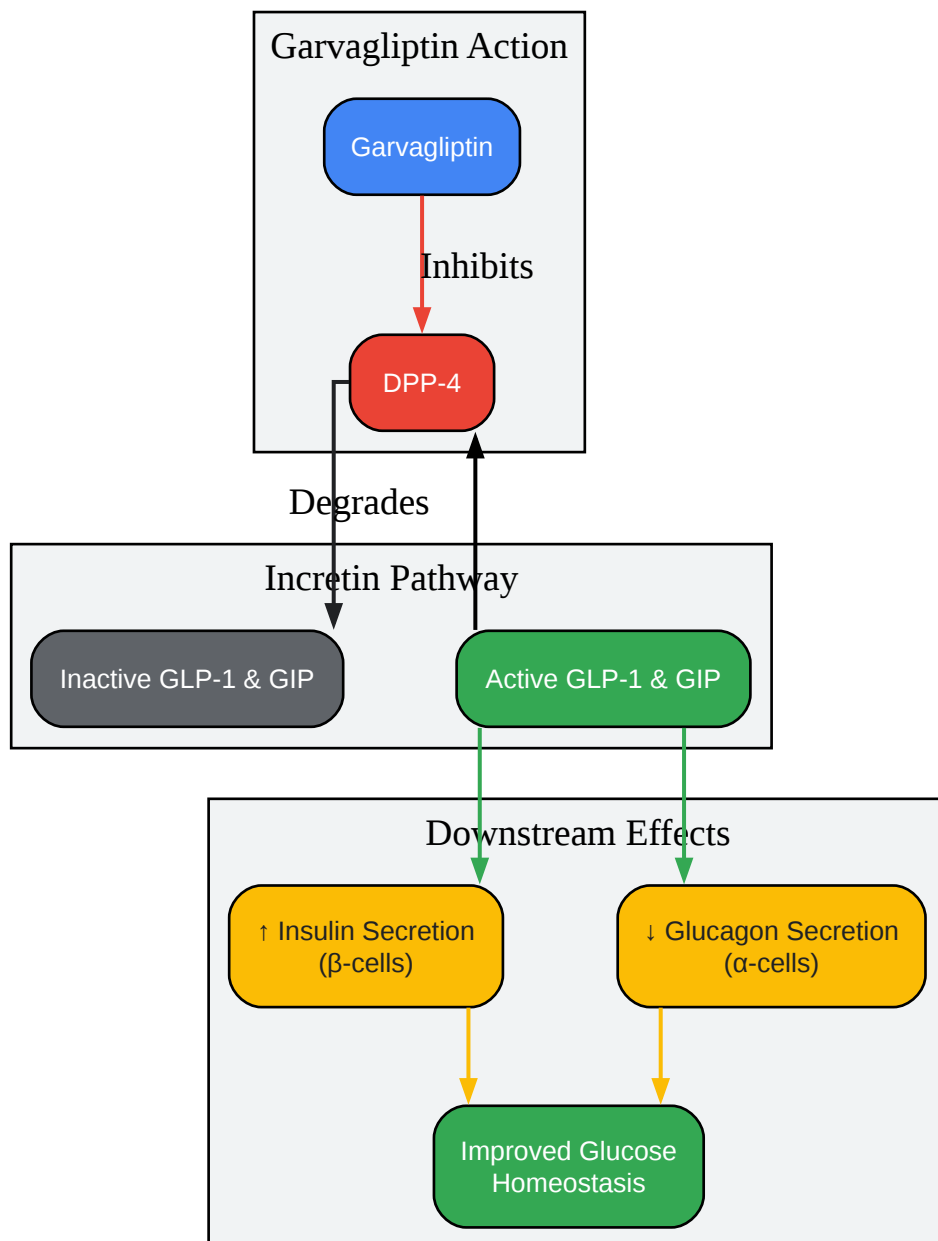 Garvagliptin Action
Garvagliptin
Inhibits
DPP-4
Degrades
Incretin Pathway
Inactive GLP-1 & GIP
Active GLP-1 & GIP
Downstream Effects
↑ Insulin Secretion
(β-cells)
↓ Glucagon Secretion
(α-cells)
Improved Glucose
Homeostasis